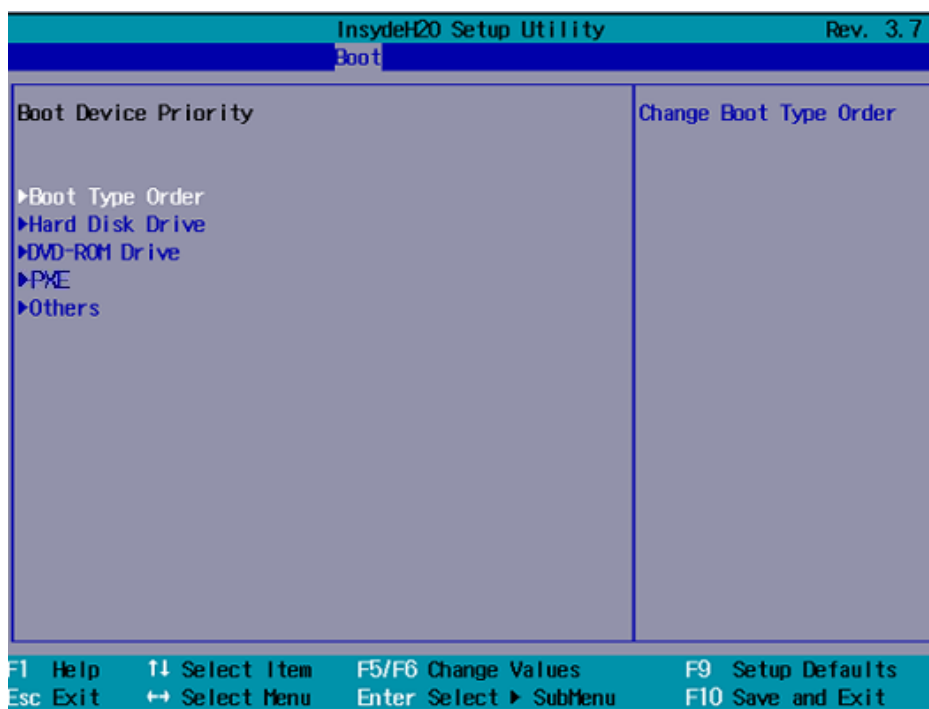 InsydeH20 Setup Utility Rev. 3.7
Boot
Boot Device Priority
Change Boot Type Order
▶Boot Type Order
▶Hard Disk Drive
▶DVD-ROM Drive
▶PXE
▶Others
F1 Help ↑↓ Select Item F5/F6 Change Values F9 Setup Defaults
Esc Exit ↔ Select Menu Enter Select ▶ SubMenu F10 Save and Exit